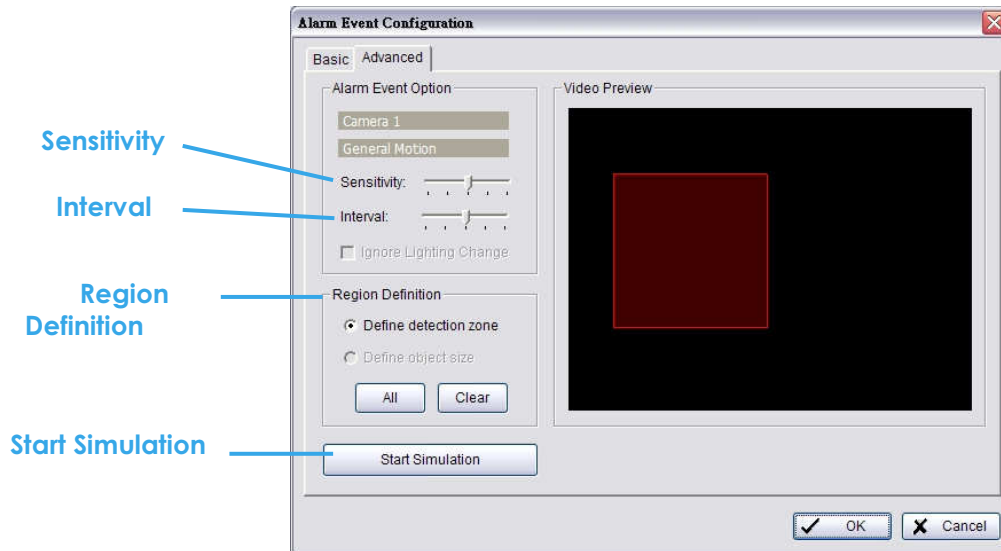 Alarm Event Configuration
Basic
Advanced
Alarm Event Option
Camera 1
General Motion
Sensitivity:
Interval:
Ignore Lighting Change
Region Definition
Define detection zone
Define object size
All
Clear
Start Simulation
Video Preview
OK
Cancel
Sensitivity
Interval
Region
Definition
Start Simulation